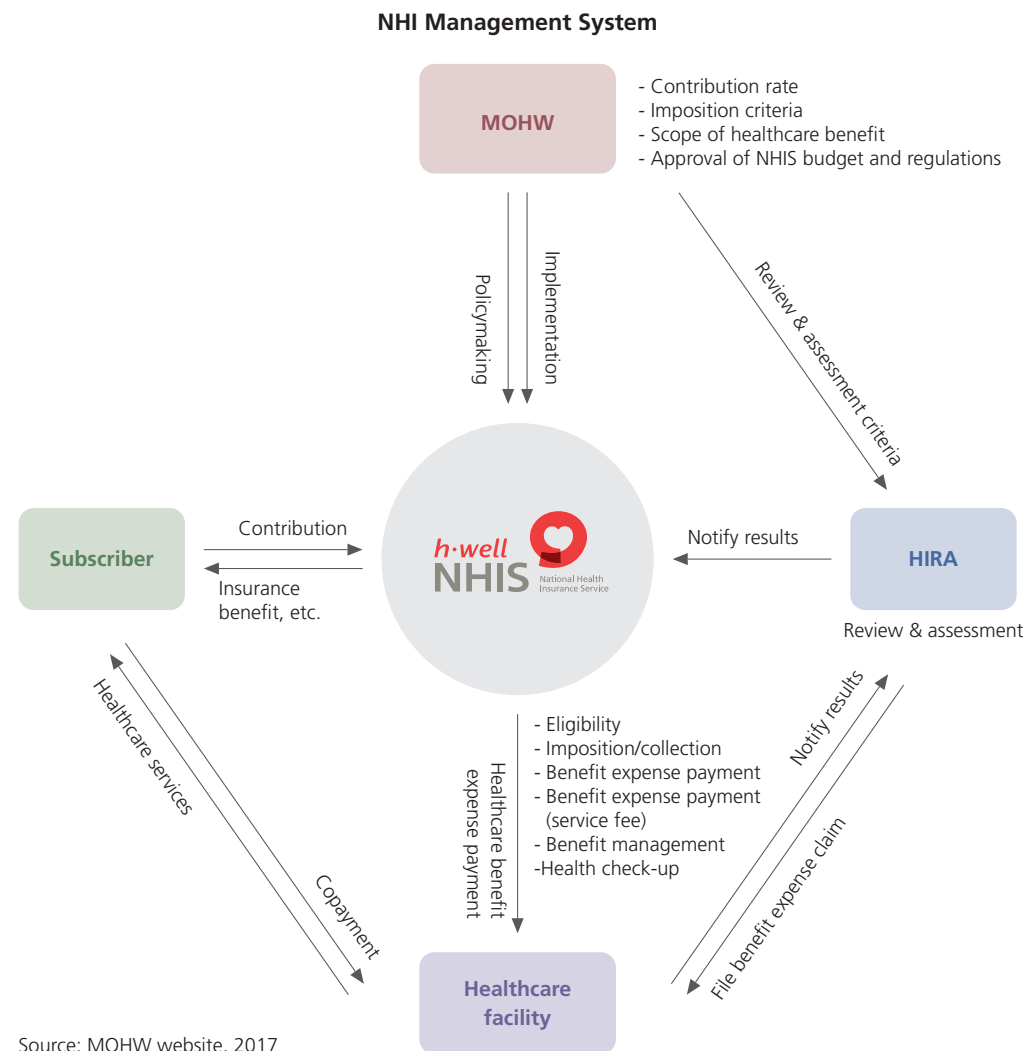 NHI Management System
MOHW
- Contribution rate
- Imposition criteria
- Scope of healthcare benefit
- Approval of NHIS budget and regulations
Policymaking
Implementation
Review & assessment criteria
Subscriber
Contribution
Insurance
benefit, etc.
h·well
NHIS
National Health
Insurance Service
Notify results
HIRA
Review & assessment
Healthcare services
Copayment
Healthcare benefit
expense payment
- Eligibility
- Imposition/collection
- Benefit expense payment
- Benefit expense payment
(service fee)
- Benefit management
-Health check-up
Notify results
File benefit expense claim
Healthcare
facility
Source: MOHW website, 2017